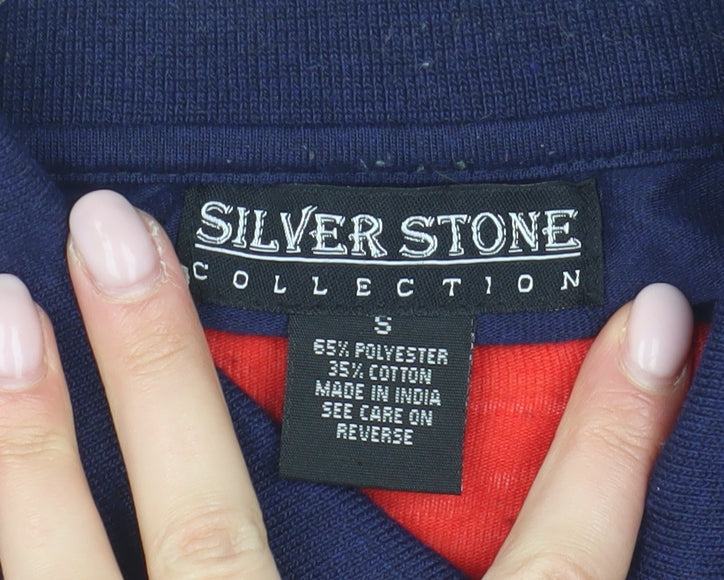 SILVER STONE
COLLECTION
S
65% POLYESTER
35% COTTON
MADE IN INDIA
SEE CARE ON
REVERSE